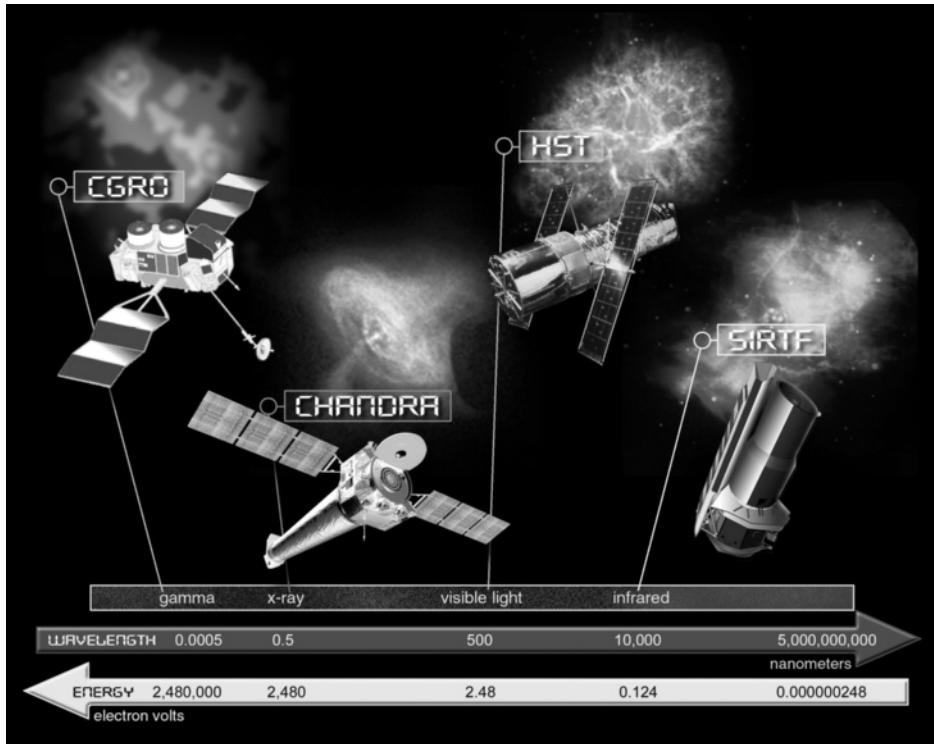 HST
CGRO
SIRTF
CHANDRA
gamma x-ray visible light infrared
WAVELENGTH 0.0005 0.5 500 10,000 5,000,000,000
nanometers
ENERGY 2,480,000 2,480 2.48 0.124 0.000000248
electron volts